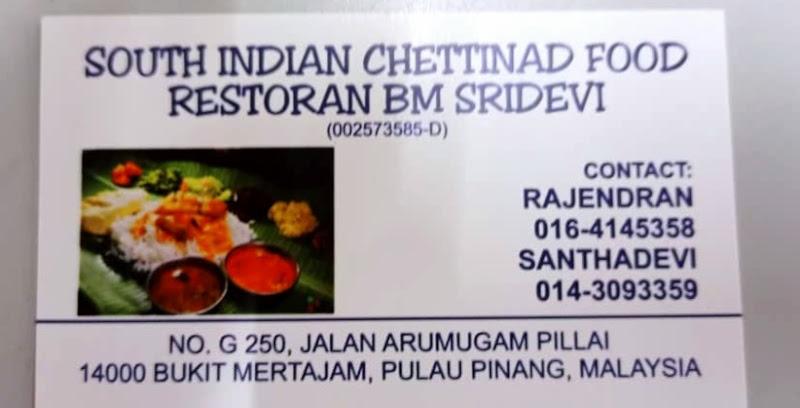 SOUTH INDIAN CHETTINAD FOOD
RESTORAN BM SRIDEVI
(002573585-D)
CONTACT:
RAJENDRAN
016-4145358
SANTHADEVI
014-3093359
NO. G 250, JALAN ARUMUGAM PILLAI
14000 BUKIT MERTAJAM, PULAU PINANG, MALAYSIA